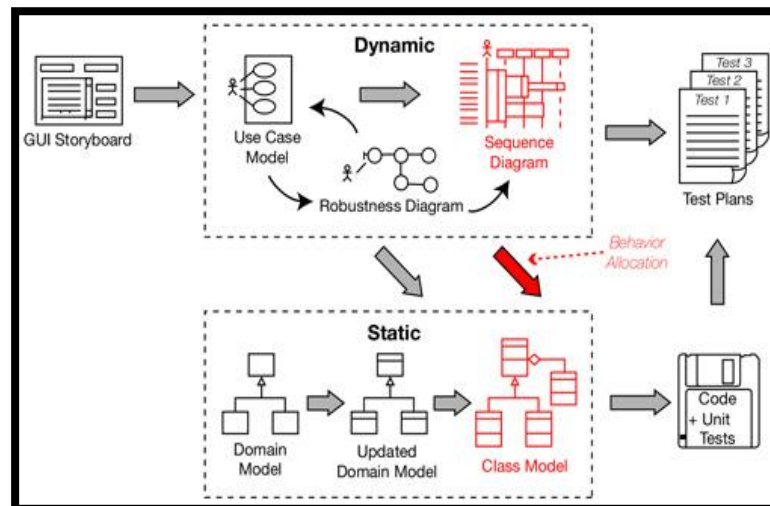 Dynamic
GUI Storyboard
Use Case
Model
Robustness Diagram
Sequence
Diagram
Test 3
Test 2
Test 1
Test Plans
Behavior
Allocation
Static
Domain
Model
Updated
Domain Model
Class Model
Code
+ Unit
Tests